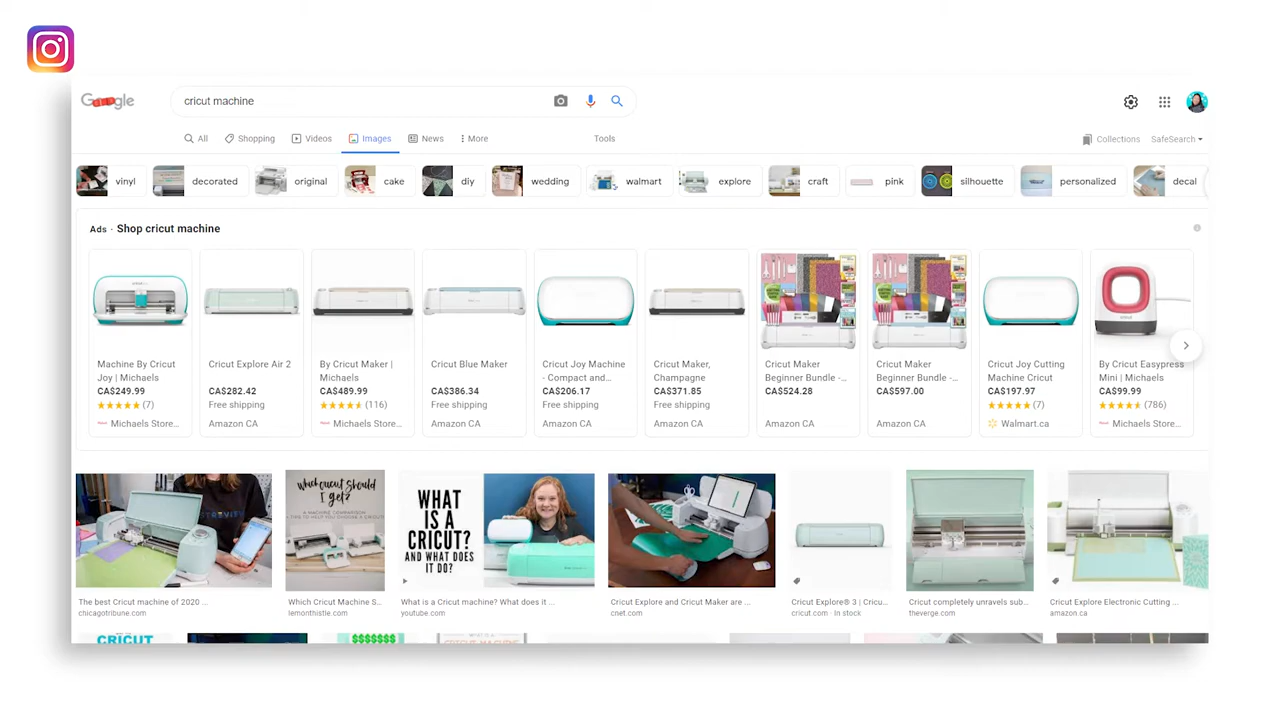 Google
cricut machine
All
Shopping
Videos
Images
News
More
Tools
Collections
SafeSearch
vinyl
decorated
original
cake
diy
wedding
walmart
explore
craft
pink
silhouette
personalized
decal
Ads · Shop cricut machine
Machine By Cricut
Joy | Michaels
CA$249.99
(7)
Michaels Store...
Cricut Explore Air 2
CA$282.42
Free shipping
Amazon CA
By Cricut Maker |
Michaels
CA$489.99
(116)
Michaels Store...
Cricut Blue Maker
CA$386.34
Free shipping
Amazon CA
Cricut Joy Machine
- Compact and...
CA$206.17
Free shipping
Amazon CA
Cricut Maker,
Champagne
CA$371.85
Free shipping
Amazon CA
Cricut Maker
Beginner Bundle -...
CA$524.28
Amazon CA
Cricut Maker
Beginner Bundle -...
CA$597.00
Amazon CA
Cricut Joy Cutting
Machine Cricut
CA$197.97
(7)
Walmart.ca
By Cricut Easypress
Mini | Michaels
CA$99.99
(786)
Michaels Store...
The best Cricut machine of 2020 ...
chicagotribune.com
which cricut Should
I get?
A MACHINE COMPARISON
Which Cricut Machine S...
lemonthistle.com
WHAT
IS A
CRICUT?
AND WHAT DOES
IT DO?
What is a Cricut machine? What does it ...
youtube.com
Cricut Explore and Cricut Maker are ...
cnet.com
Cricut Explore® 3 | Cricu...
cricut.com · In stock
Cricut completely unravels sub...
theverge.com
Cricut Explore Electronic Cutting ...
amazon.ca
CRICUT
$$$$$$$